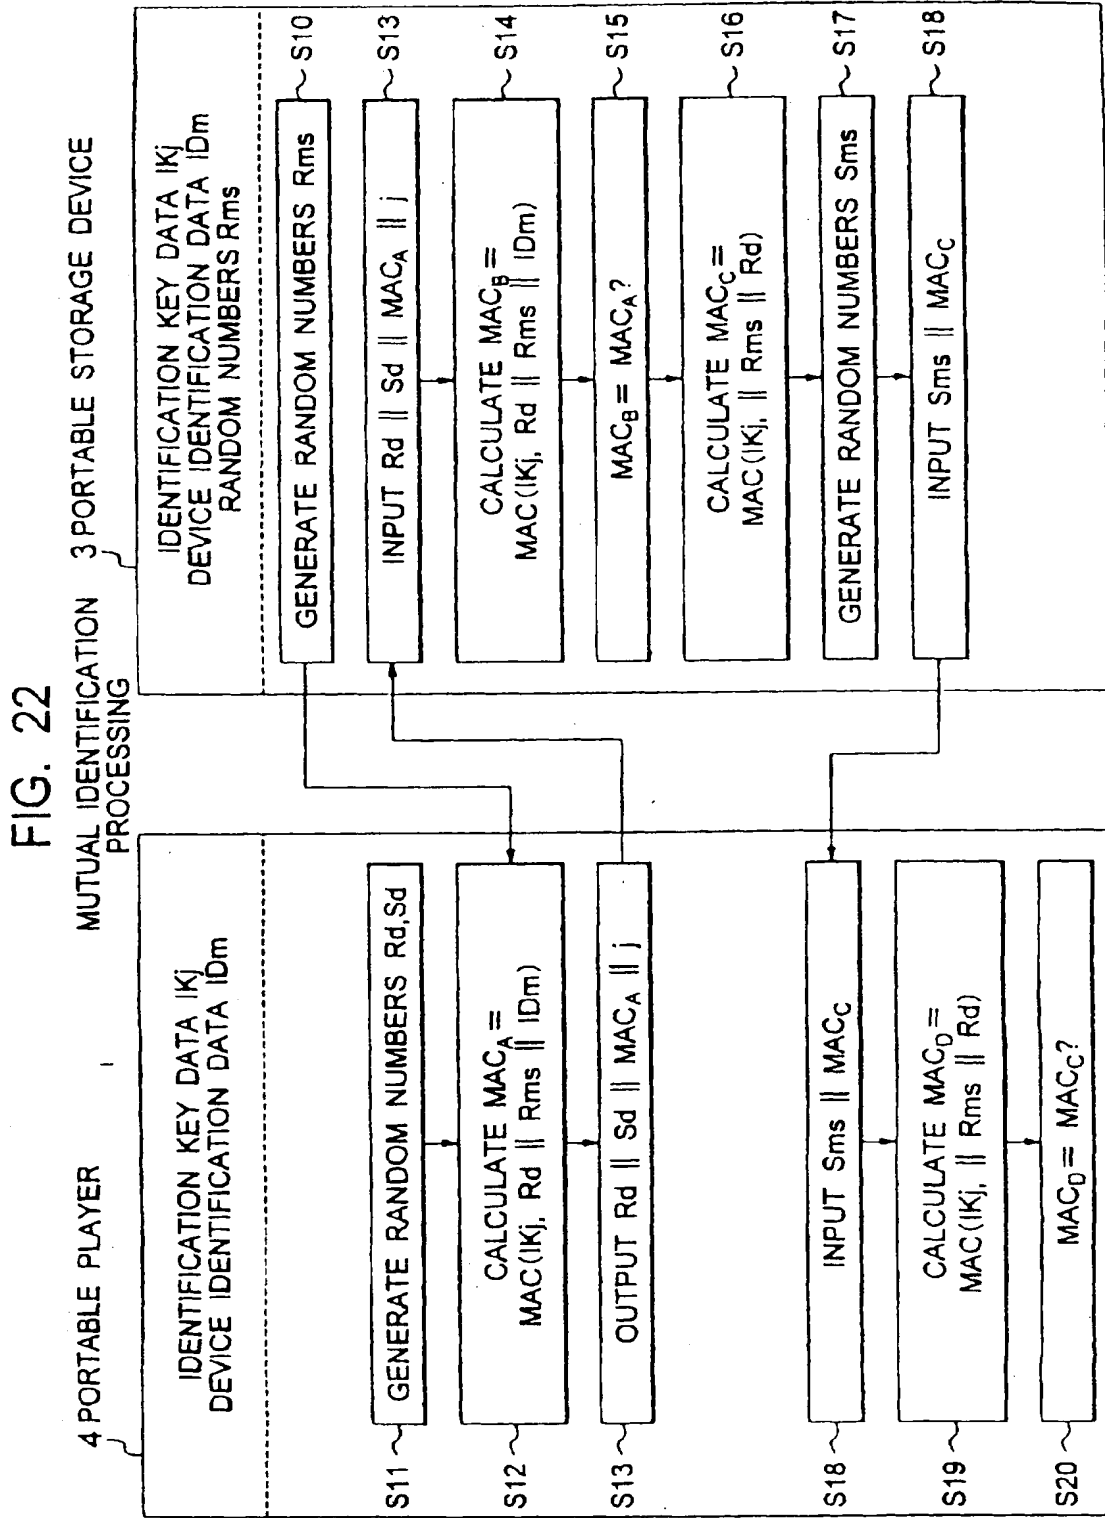 FIG. 22
MUTUAL IDENTIFICATION
PROCESSING
4 PORTABLE PLAYER
IDENTIFICATION KEY DATA IKj
DEVICE IDENTIFICATION DATA IDm
S11
GENERATE RANDOM NUMBERS Rd,Sd
S12
CALCULATE MACA=
MAC(IKj, Rd || Rms || IDm)
S13
OUTPUT Rd || Sd || MACA || j
S18
INPUT Sms || MACC
S19
CALCULATE MACD=
MAC(IKj, || Rms || Rd)
S20
MACD= MACC?
3 PORTABLE STORAGE DEVICE
IDENTIFICATION KEY DATA IKj
DEVICE IDENTIFICATION DATA IDm
RANDOM NUMBERS Rms
GENERATE RANDOM NUMBERS Rms
S10
INPUT Rd || Sd || MACA || j
S13
CALCULATE MACB=
MAC(IKj, Rd || Rms || IDm)
S14
MACB= MACA?
S15
CALCULATE MACC=
MAC(IKj, || Rms || Rd)
S16
GENERATE RANDOM NUMBERS Sms
S17
INPUT Sms || MACC
S18